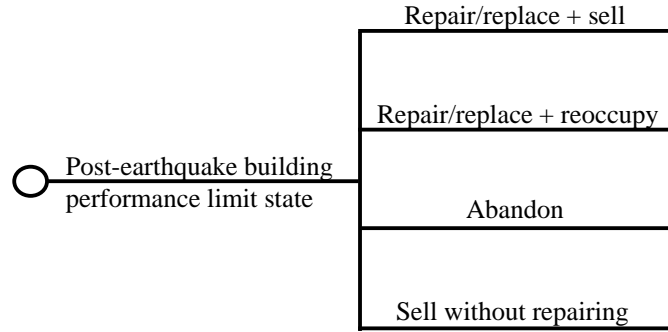 Repair/replace + sell
Repair/replace + reoccupy
Post-earthquake building
performance limit state
Abandon
Sell without repairing